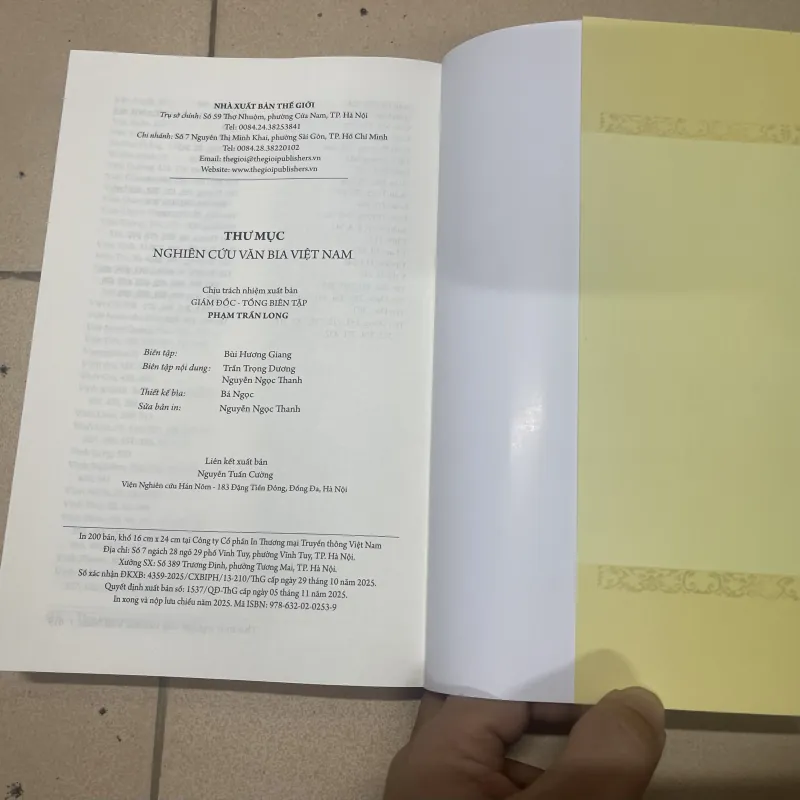 NHÀ XUẤT BẢN THẾ GIỚI
Trụ sở chính: Số 59 Thợ Nhuộm, phường Cửa Nam, TP. Hà Nội
Tel: 0084.24.38253841
Chi nhánh: Số 7 Nguyễn Thị Minh Khai, phường Sài Gòn, TP. Hồ Chí Minh
Tel: 0084.28.38220102
Email: thegioi@thegioipublishers.vn
Website: www.thegioipublishers.vn
THƯ MỤC
NGHIÊN CỨU VĂN BIA VIỆT NAM
Chịu trách nhiệm xuất bản
GIÁM ĐỐC - TỔNG BIÊN TẬP
PHẠM TRẦN LONG
Biên tập: Bùi Hương Giang
Biên tập nội dung: Trần Trọng Dương
Nguyễn Ngọc Thanh
Thiết kế bìa: Bá Ngọc
Sửa bản in: Nguyễn Ngọc Thanh
Liên kết xuất bản
Nguyễn Tuấn Cường
Viện Nghiên cứu Hán Nôm - 183 Đặng Tiến Đông, Đống Đa, Hà Nội
In 200 bản, khổ 16 cm x 24 cm tại Công ty Cổ phần In Thương mại Truyền thông Việt Nam
Địa chỉ: Số 7 ngách 28 ngõ 29 phố Vĩnh Tuy, phường Vĩnh Tuy, TP. Hà Nội.
Xưởng SX: Số 389 Trương Định, phường Tương Mai, TP. Hà Nội.
Số xác nhận ĐKXB: 4359-2025/CXBIPH/13-210/ThG cấp ngày 29 tháng 10 năm 2025.
Quyết định xuất bản số: 1537/QĐ-ThG cấp ngày 05 tháng 11 năm 2025.
In xong và nộp lưu chiểu năm 2025. Mã ISBN: 978-632-02-0253-9